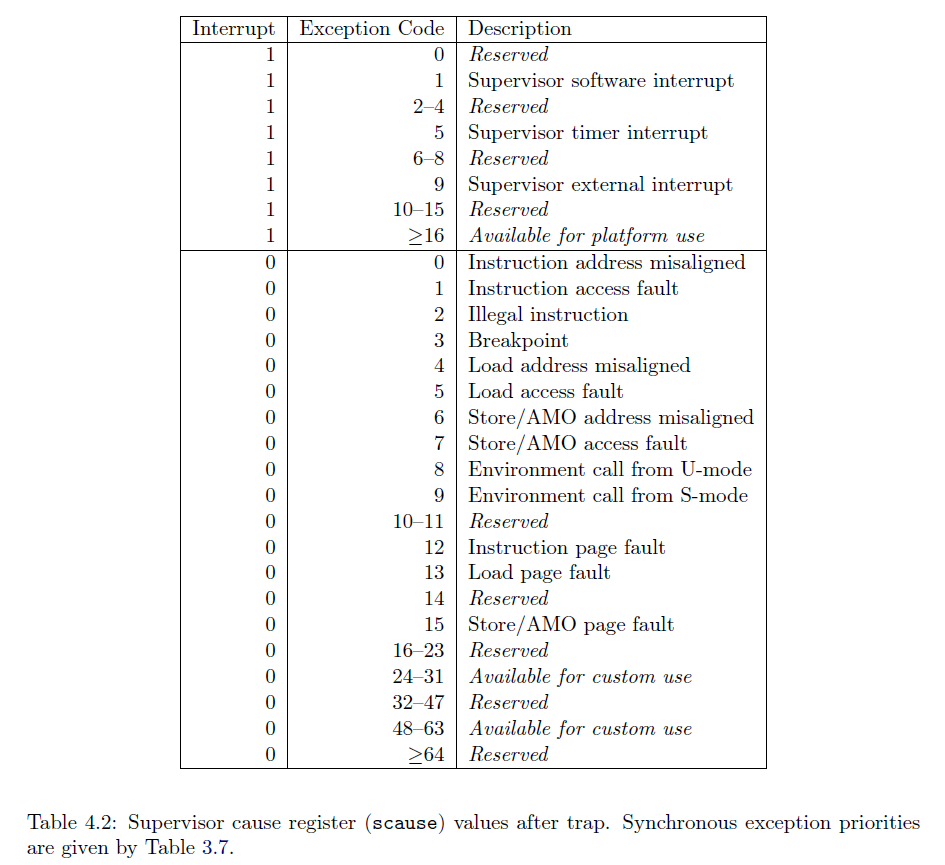 Interrupt Exception Code Description
1 0 Reserved
1 1 Supervisor software interrupt
1 2–4 Reserved
1 5 Supervisor timer interrupt
1 6–8 Reserved
1 9 Supervisor external interrupt
1 10–15 Reserved
1 ≥16 Available for platform use
0 0 Instruction address misaligned
0 1 Instruction access fault
0 2 Illegal instruction
0 3 Breakpoint
0 4 Load address misaligned
0 5 Load access fault
0 6 Store/AMO address misaligned
0 7 Store/AMO access fault
0 8 Environment call from U-mode
0 9 Environment call from S-mode
0 10–11 Reserved
0 12 Instruction page fault
0 13 Load page fault
0 14 Reserved
0 15 Store/AMO page fault
0 16–23 Reserved
0 24–31 Available for custom use
0 32–47 Reserved
0 48–63 Available for custom use
0 ≥64 Reserved
Table 4.2: Supervisor cause register (scause) values after trap. Synchronous exception priorities
are given by Table 3.7.